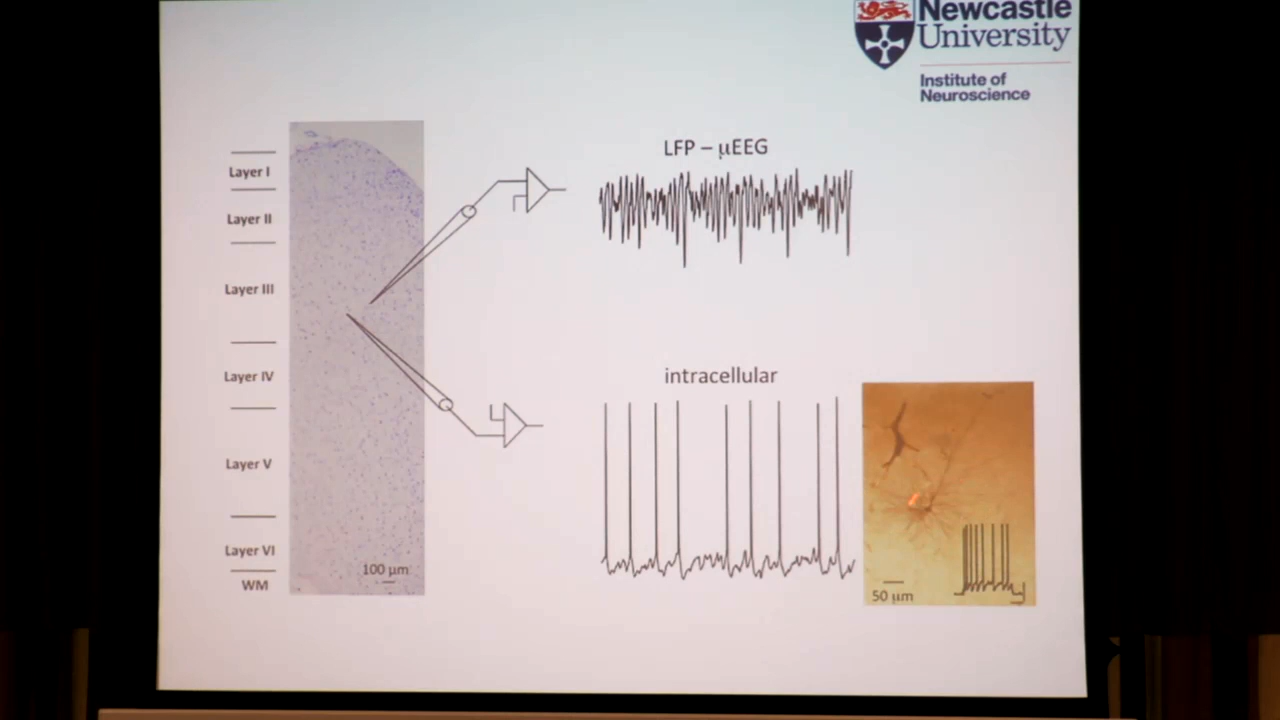 Newcastle
University
Institute of
Neuroscience
LFP – μEEG
Layer I
Layer II
Layer III
Layer IV
Layer V
Layer VI
WM
100 μm
intracellular
50 μm